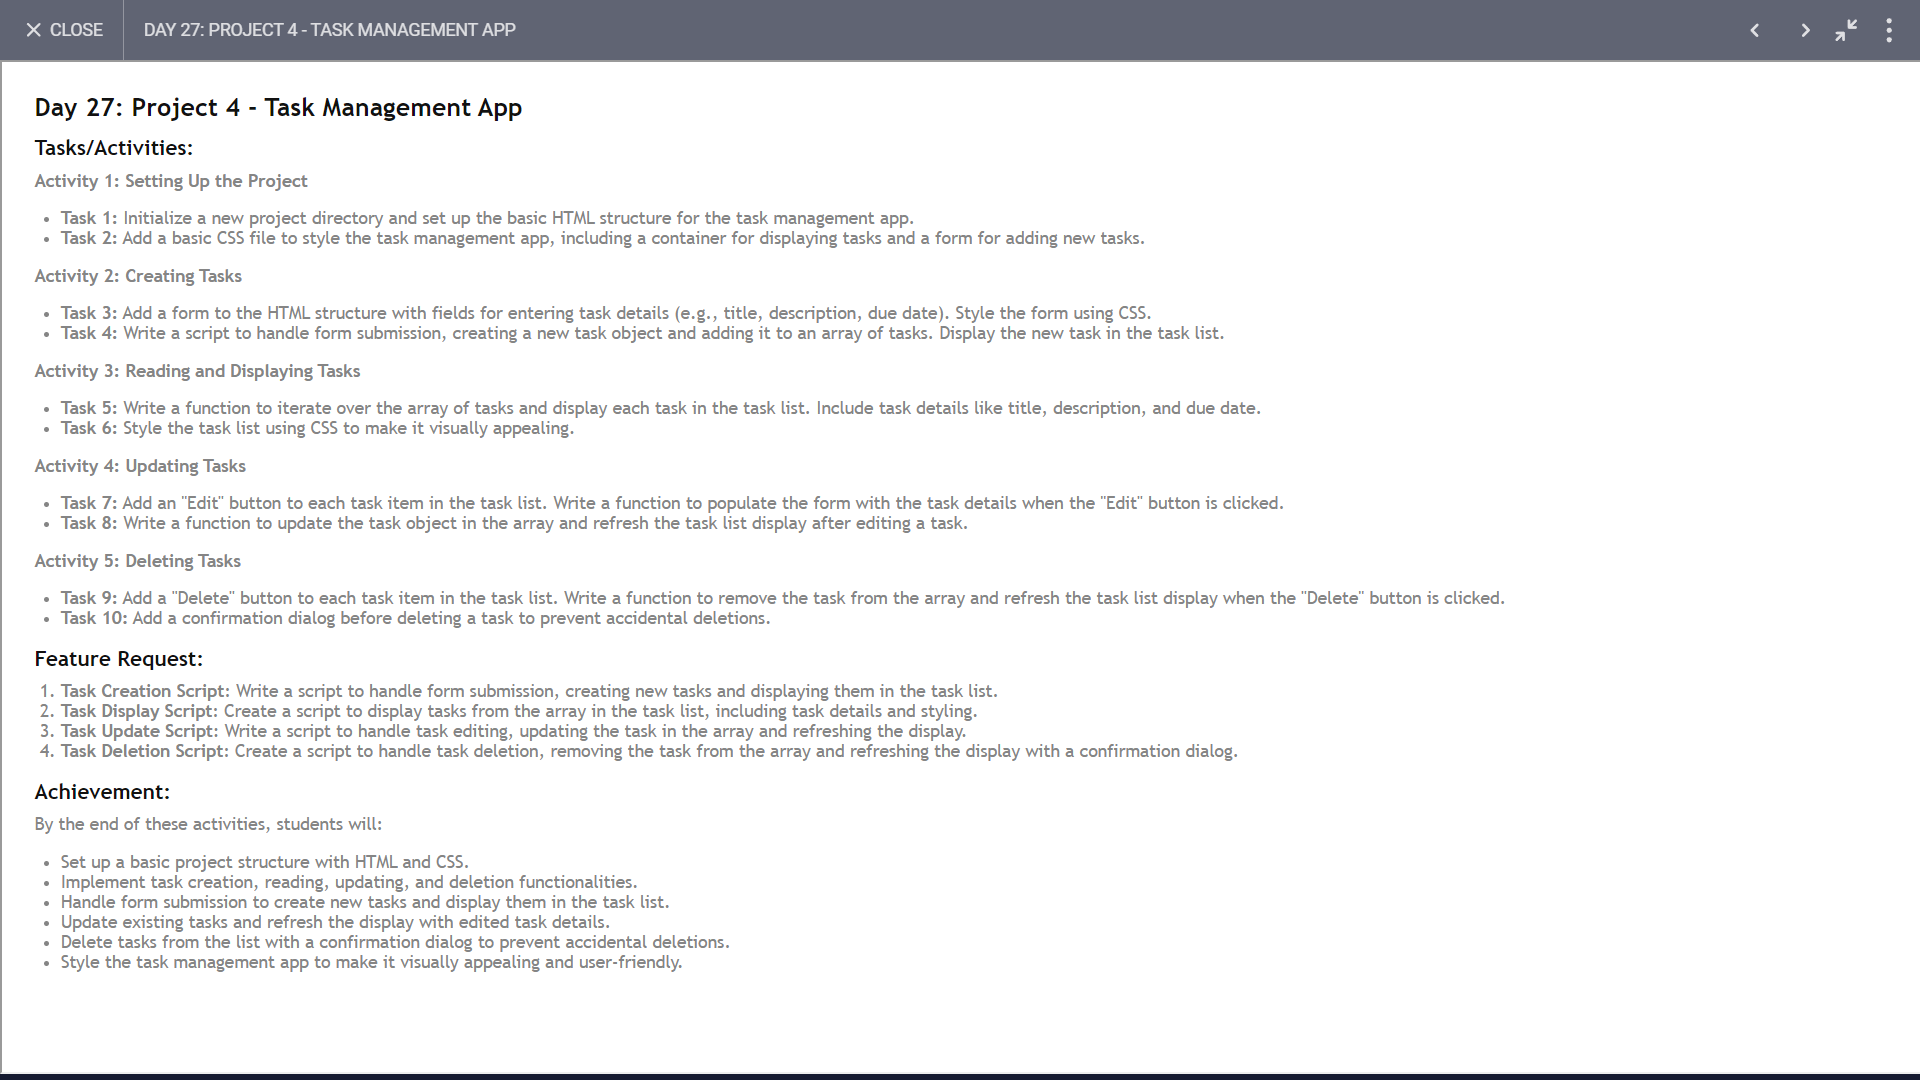 CLOSE
DAY 27: PROJECT 4 - TASK MANAGEMENT APP
Day 27: Project 4 - Task Management App
Tasks/Activities:
Activity 1: Setting Up the Project
• Task 1: Initialize a new project directory and set up the basic HTML structure for the task management app.
• Task 2: Add a basic CSS file to style the task management app, including a container for displaying tasks and a form for adding new tasks.
Activity 2: Creating Tasks
• Task 3: Add a form to the HTML structure with fields for entering task details (e.g., title, description, due date). Style the form using CSS.
• Task 4: Write a script to handle form submission, creating a new task object and adding it to an array of tasks. Display the new task in the task list.
Activity 3: Reading and Displaying Tasks
• Task 5: Write a function to iterate over the array of tasks and display each task in the task list. Include task details like title, description, and due date.
• Task 6: Style the task list using CSS to make it visually appealing.
Activity 4: Updating Tasks
• Task 7: Add an "Edit" button to each task item in the task list. Write a function to populate the form with the task details when the "Edit" button is clicked.
• Task 8: Write a function to update the task object in the array and refresh the task list display after editing a task.
Activity 5: Deleting Tasks
• Task 9: Add a "Delete" button to each task item in the task list. Write a function to remove the task from the array and refresh the task list display when the "Delete" button is clicked.
• Task 10: Add a confirmation dialog before deleting a task to prevent accidental deletions.
Feature Request:
1. Task Creation Script: Write a script to handle form submission, creating new tasks and displaying them in the task list.
2. Task Display Script: Create a script to display tasks from the array in the task list, including task details and styling.
3. Task Update Script: Write a script to handle task editing, updating the task in the array and refreshing the display.
4. Task Deletion Script: Create a script to handle task deletion, removing the task from the array and refreshing the display with a confirmation dialog.
Achievement:
By the end of these activities, students will:
• Set up a basic project structure with HTML and CSS.
• Implement task creation, reading, updating, and deletion functionalities.
• Handle form submission to create new tasks and display them in the task list.
• Update existing tasks and refresh the display with edited task details.
• Delete tasks from the list with a confirmation dialog to prevent accidental deletions.
• Style the task management app to make it visually appealing and user-friendly.